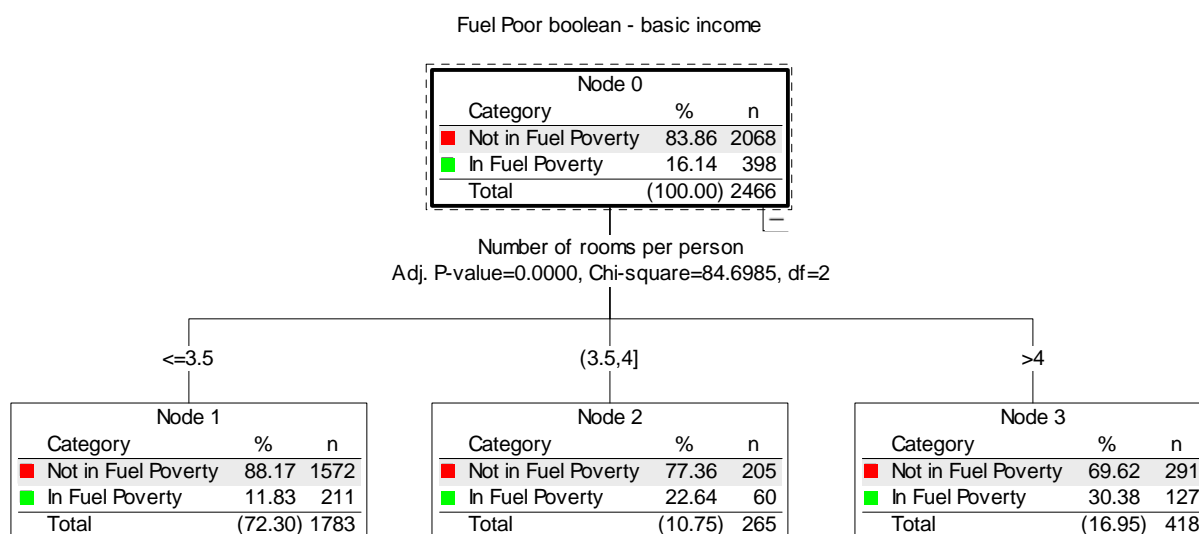 Fuel Poor boolean - basic income
Node 0
Category % n
Not in Fuel Poverty 83.86 2068
In Fuel Poverty 16.14 398
Total (100.00) 2466
Number of rooms per person
Adj. P-value=0.0000, Chi-square=84.6985, df=2
<=3.5
(3.5,4]
>4
Node 1
Category % n
Not in Fuel Poverty 88.17 1572
In Fuel Poverty 11.83 211
Total (72.30) 1783
Node 2
Category % n
Not in Fuel Poverty 77.36 205
In Fuel Poverty 22.64 60
Total (10.75) 265
Node 3
Category % n
Not in Fuel Poverty 69.62 291
In Fuel Poverty 30.38 127
Total (16.95) 418